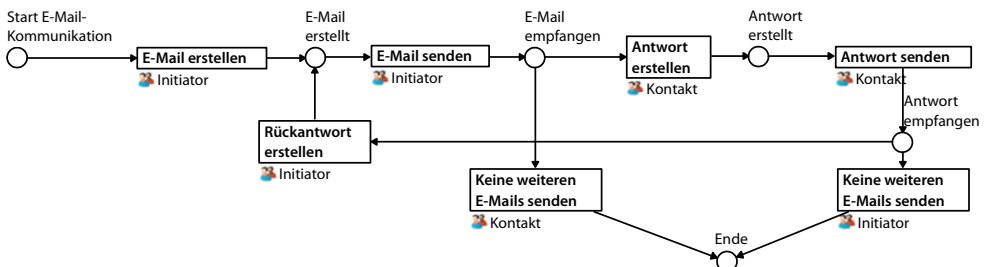 Start E-Mail-
Kommunikation
E-Mail
erstellt
E-Mail
empfangen
Antwort
erstellt
E-Mail erstellen
Initiator
E-Mail senden
Initiator
Antwort
erstellen
Kontakt
Antwort senden
Kontakt
Antwort
empfangen
Rückantwort
erstellen
Initiator
Keine weiteren
E-Mails senden
Kontakt
Keine weiteren
E-Mails senden
Initiator
Ende